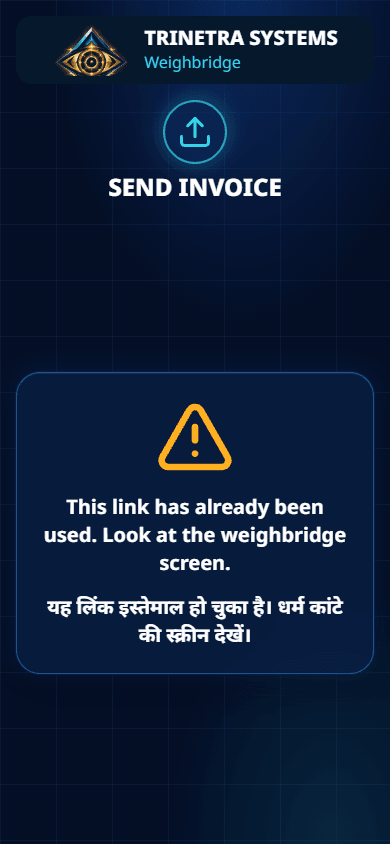 TRINETRA SYSTEMS
Weighbridge
SEND INVOICE
This link has already been
used. Look at the weighbridge
screen.
यह लिंक इस्तेमाल हो चुका है। धर्म कांटे
की स्क्रीन देखें।